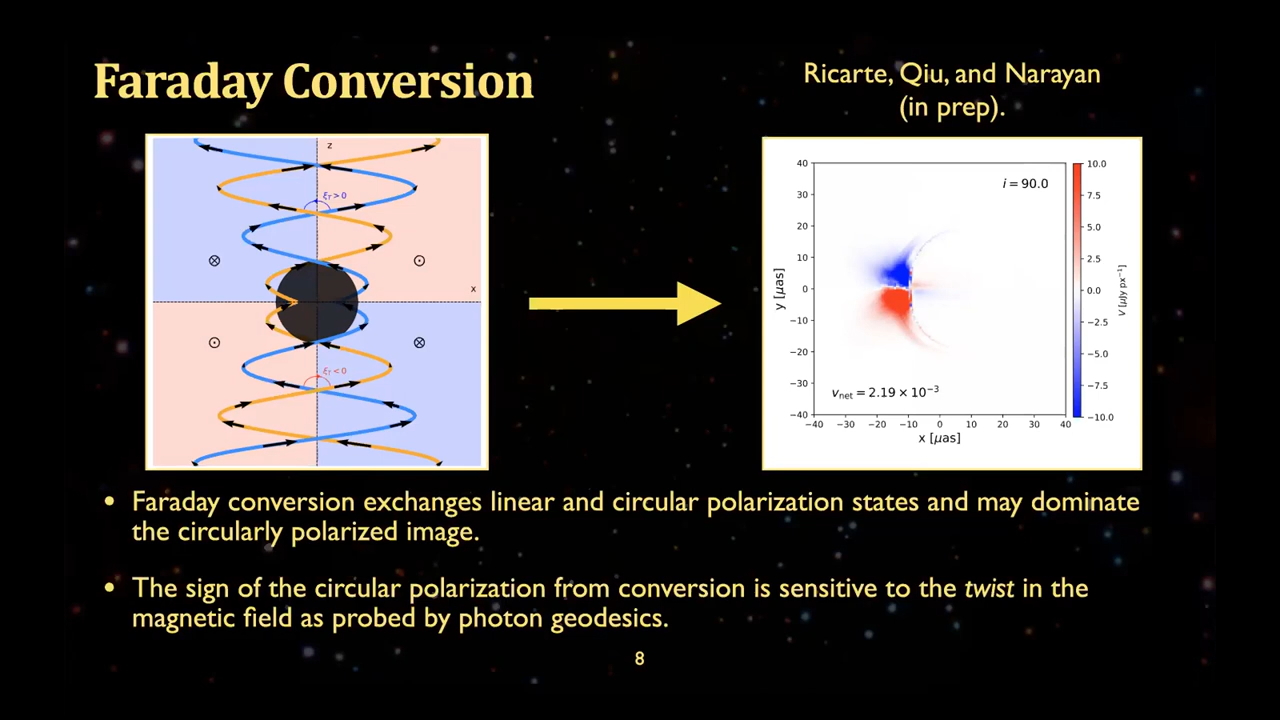 Faraday Conversion
Ricarte, Qiu, and Narayan
(in prep).
z
ξT > 0
⊗
⊙
x
⊙
⊗
ξT < 0
i = 90.0
y [μas]
40
30
20
10
0
−10
−20
−30
−40
vnet = 2.19 × 10−3
−40 −30 −20 −10 0 10 20 30 40
x [μas]
10.0
7.5
5.0
2.5
0.0
−2.5
−5.0
−7.5
−10.0
V [μJy px−1]
• Faraday conversion exchanges linear and circular polarization states and may dominate
the circularly polarized image.
• The sign of the circular polarization from conversion is sensitive to the twist in the
magnetic field as probed by photon geodesics.
8